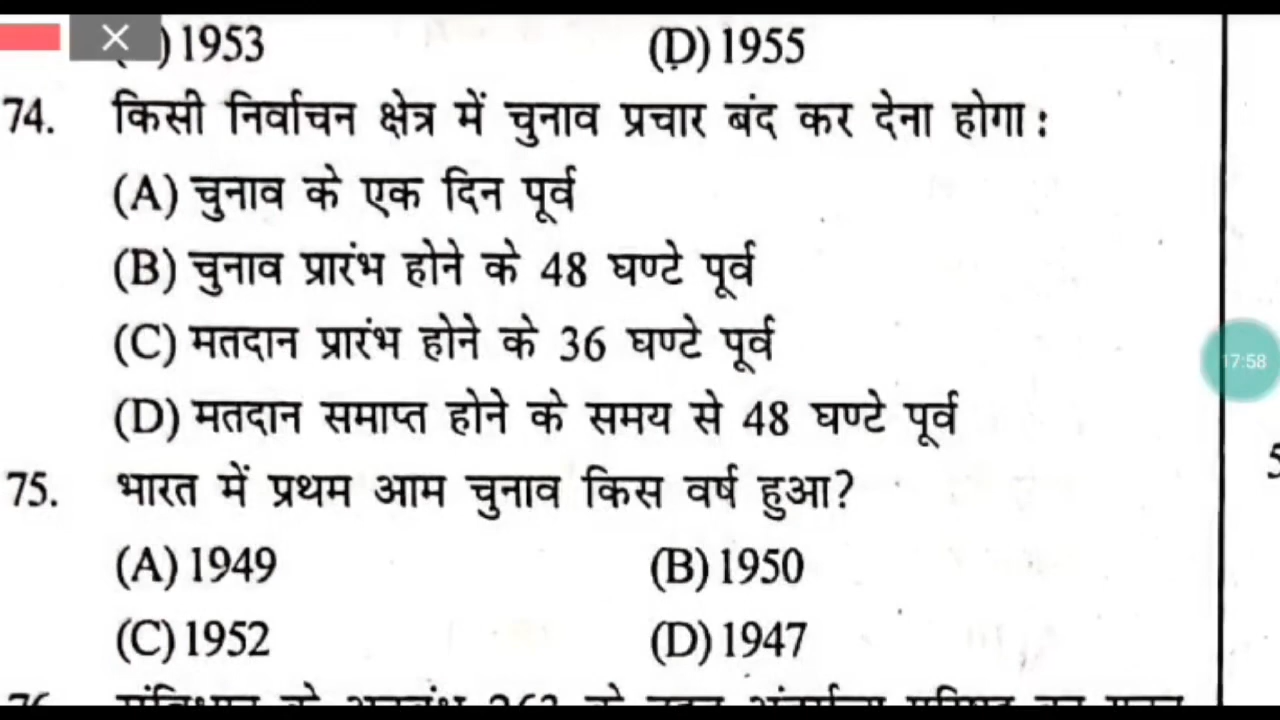 ) 1953 (D) 1955
74. किसी निर्वाचन क्षेत्र में चुनाव प्रचार बंद कर देना होगा :
(A) चुनाव के एक दिन पूर्व
(B) चुनाव प्रारंभ होने के 48 घण्टे पूर्व
(C) मतदान प्रारंभ होने के 36 घण्टे पूर्व
(D) मतदान समाप्त होने के समय से 48 घण्टे पूर्व
17:58
75. भारत में प्रथम आम चुनाव किस वर्ष हुआ?
(A) 1949 (B) 1950
(C) 1952 (D) 1947